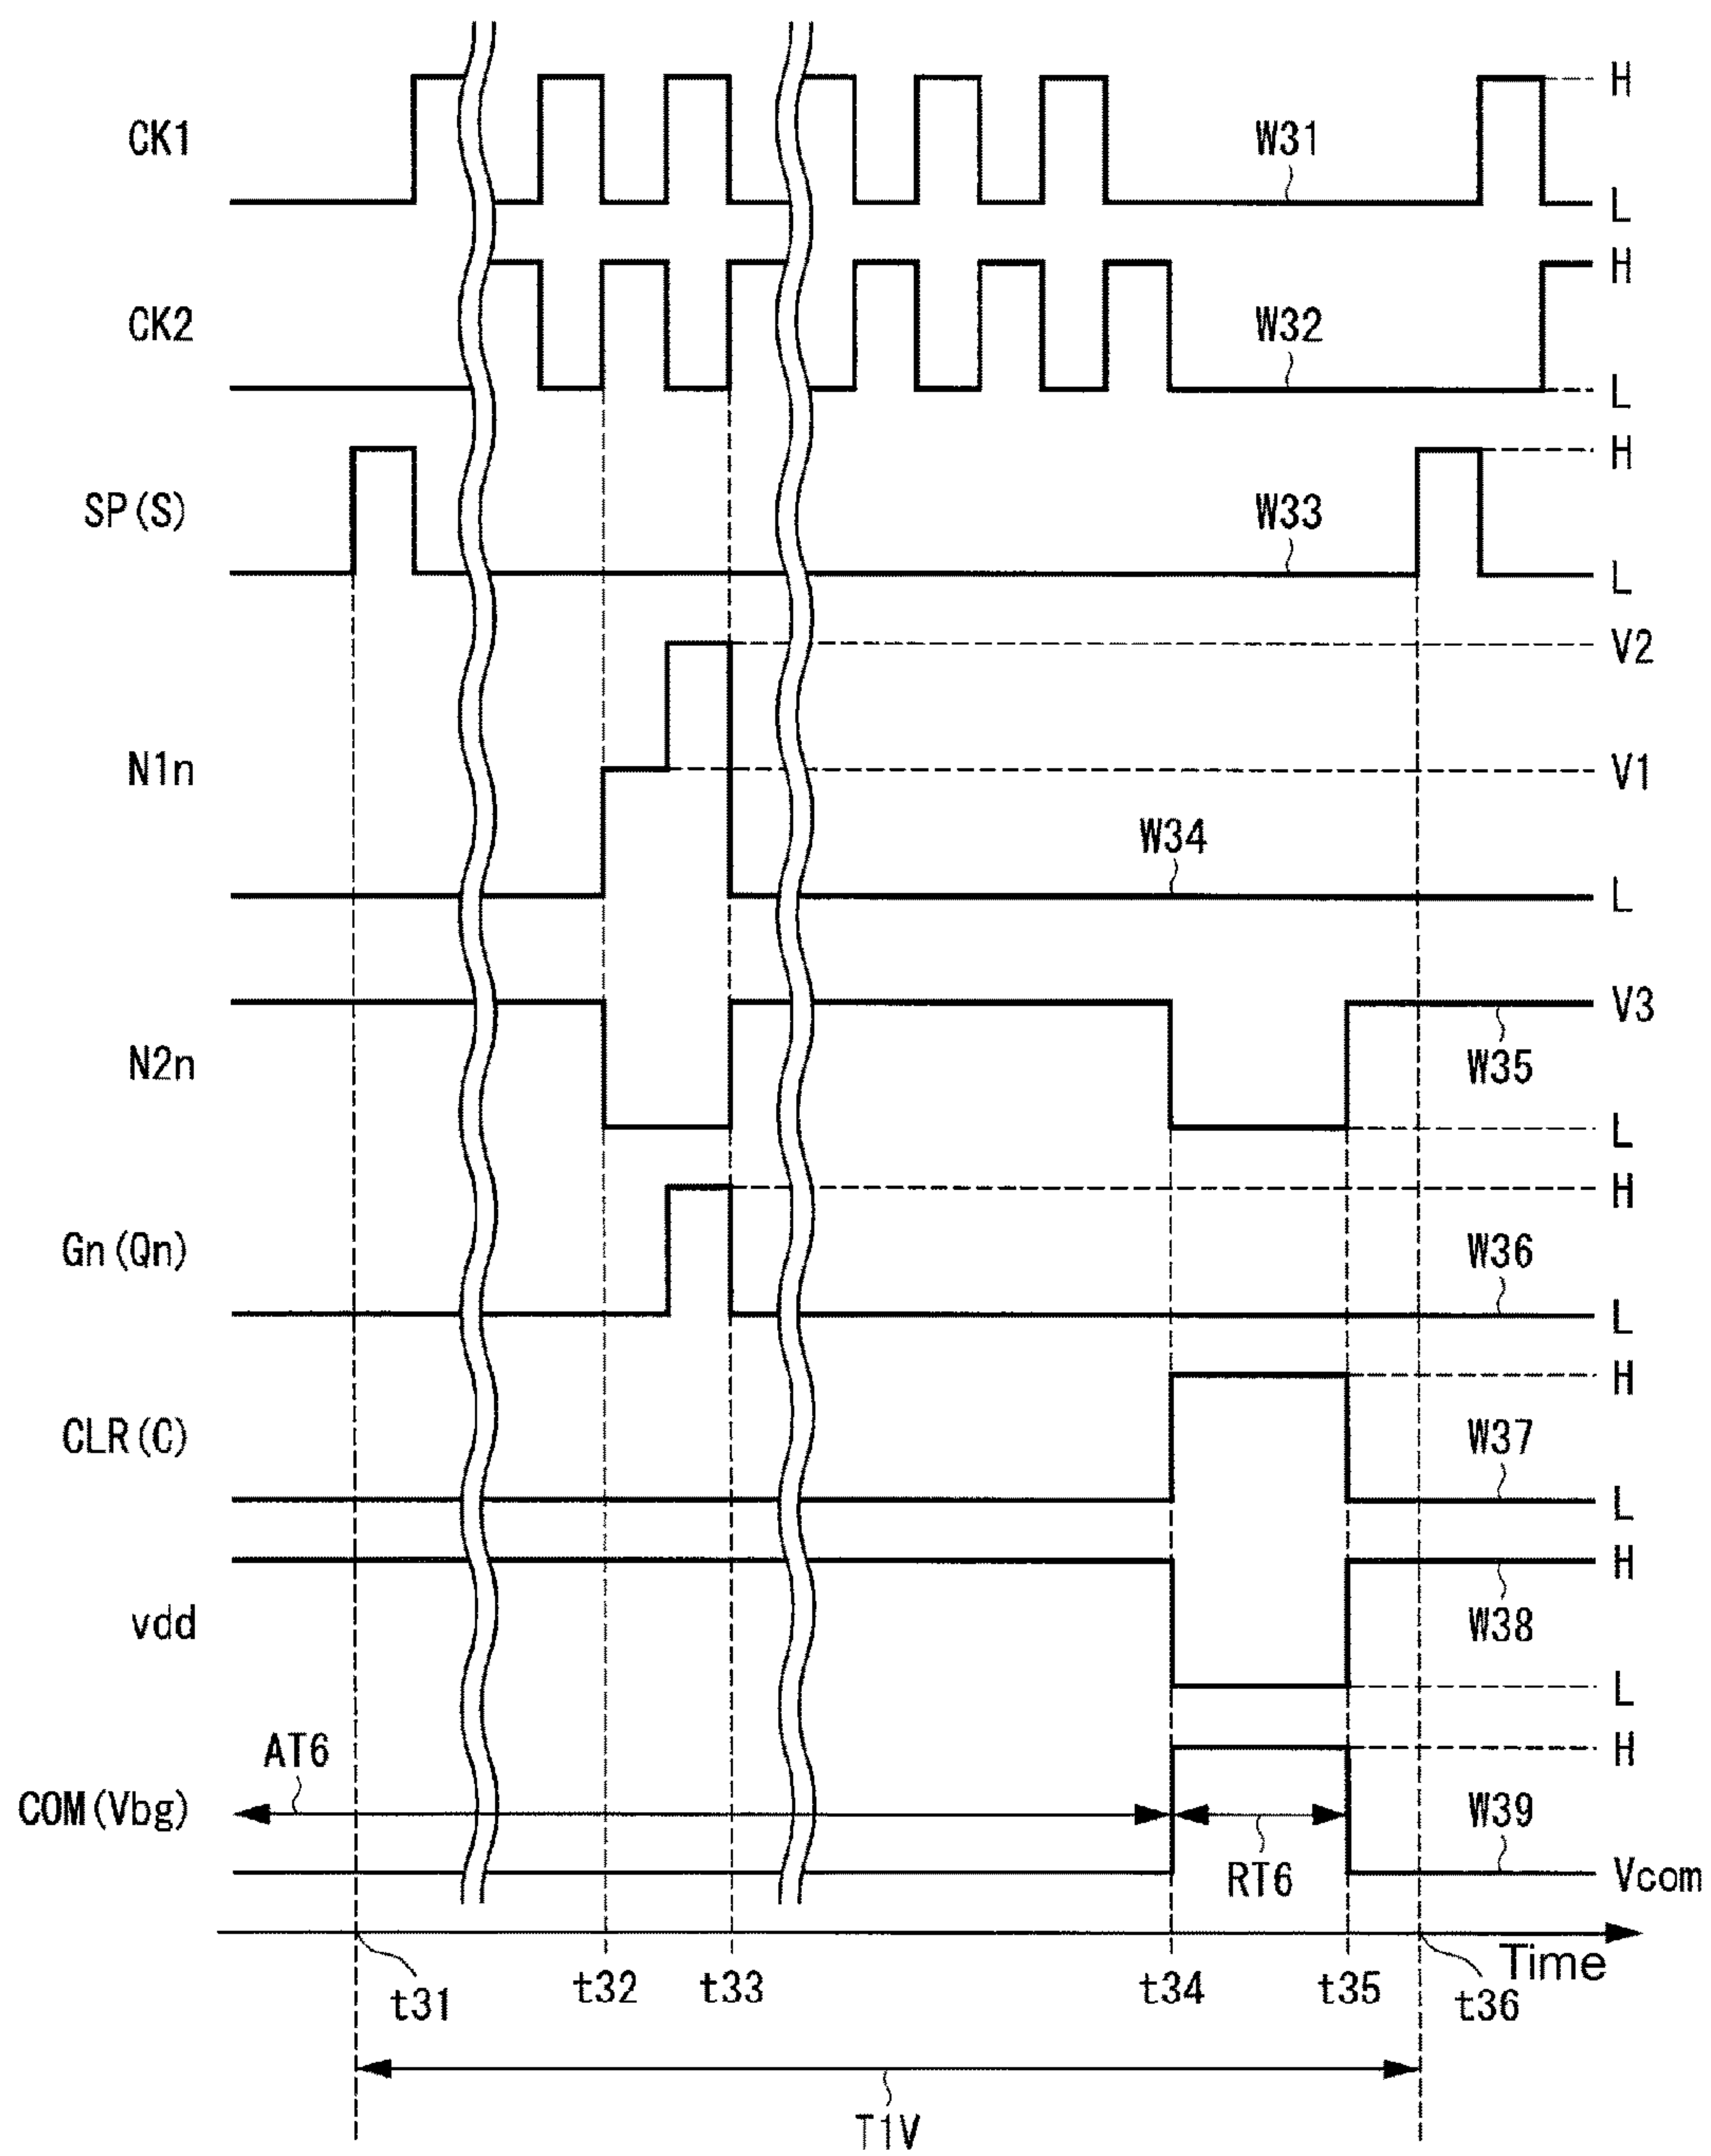 H
CK1
W31
L
H
CK2
W32
L
H
SP(S)
W33
L
V2
N1n
V1
W34
L
V3
N2n
W35
L
H
Gn(Qn)
W36
L
H
CLR(C)
W37
L
H
vdd
W38
L
AT6
H
COM(Vbg)
W39
RT6
Vcom
Time
t31
t32
t33
t34
t35
t36
T1V